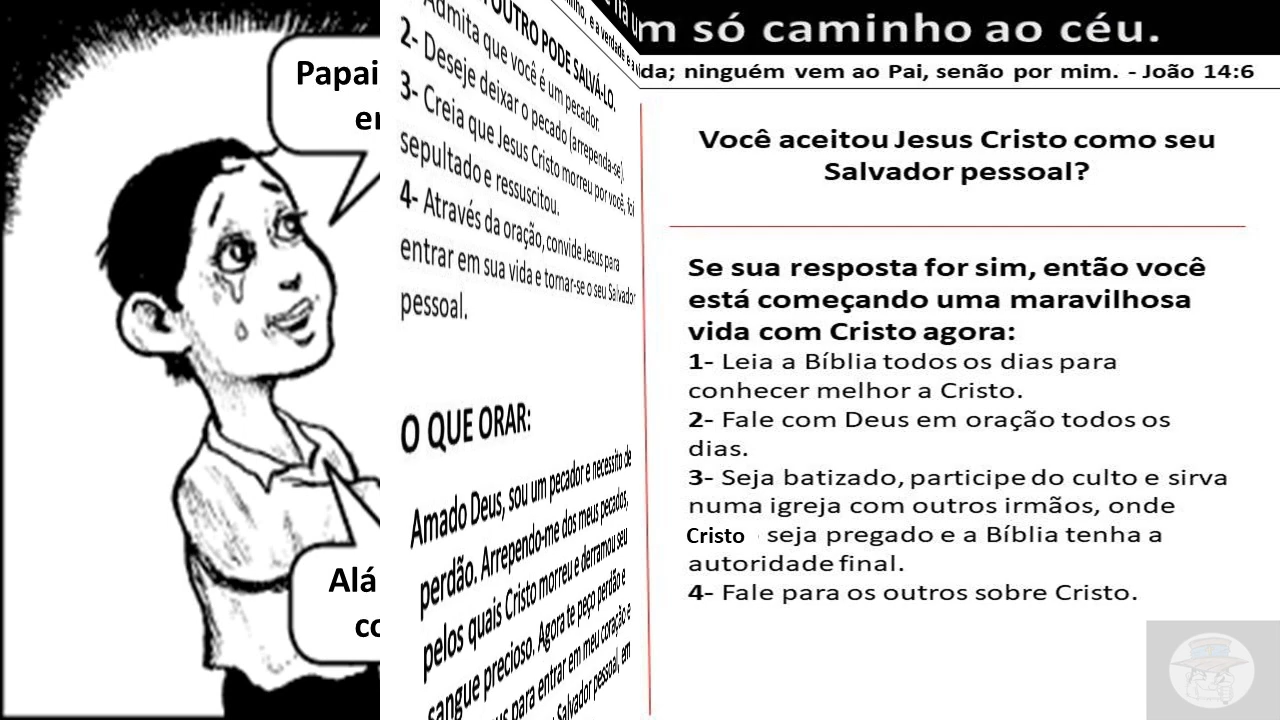 Papai
Alá
OUTRO PODE SALVÁ-LO.
Admita que você é um pecador.
2- Deseje deixar o pecado (arrependa-se).
3- Creia que Jesus Cristo morreu por você, foi
sepultado e ressuscitou.
4- Através da oração, convide Jesus para
entrar em sua vida e tornar-se o seu Salvador
pessoal.
O QUE ORAR:
Amado Deus, sou um pecador e necessito de
perdão. Arrependo-me dos meus pecados,
pelos quais Cristo morreu e derramou seu
sangue precioso. Agora te peço perdão e
para entrar em meu coração e
Salvador pessoal, em
m só caminho ao céu.
ninguém vem ao Pai, senão por mim. - João 14:6
Você aceitou Jesus Cristo como seu
Salvador pessoal?
Se sua resposta for sim, então você
está começando uma maravilhosa
vida com Cristo agora:
1- Leia a Bíblia todos os dias para
conhecer melhor a Cristo.
2- Fale com Deus em oração todos os
dias.
3- Seja batizado, participe do culto e sirva
numa igreja com outros irmãos, onde
Cristo seja pregado e a Bíblia tenha a
autoridade final.
4- Fale para os outros sobre Cristo.